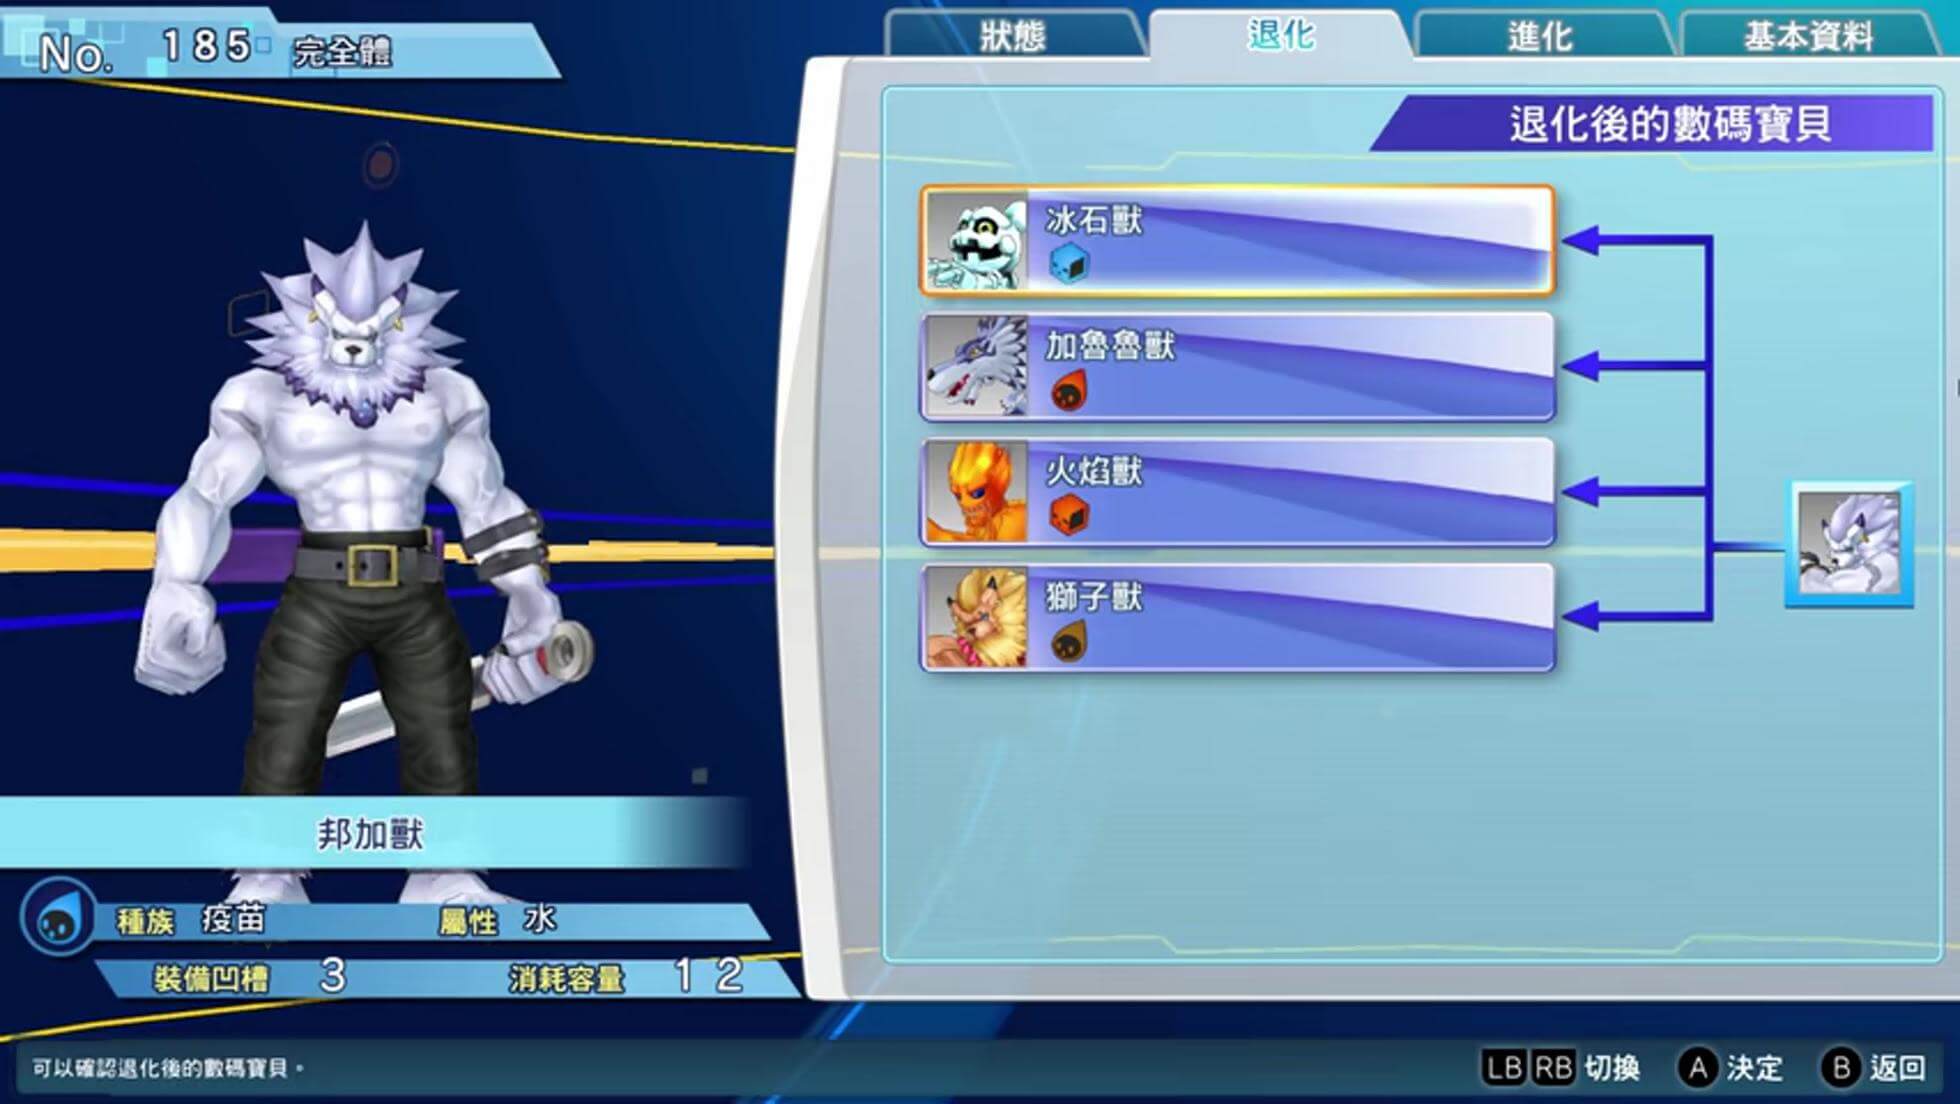 No. 185 完全體
狀態 退化 進化 基本資料
退化後的數碼寶貝
冰石獸
加魯魯獸
火焰獸
獅子獸
邦加獸
種族 疫苗 屬性 水
裝備凹槽 3 消耗容量 12
可以確認退化後的數碼寶貝。
LB RB 切換 A 決定 B 返回